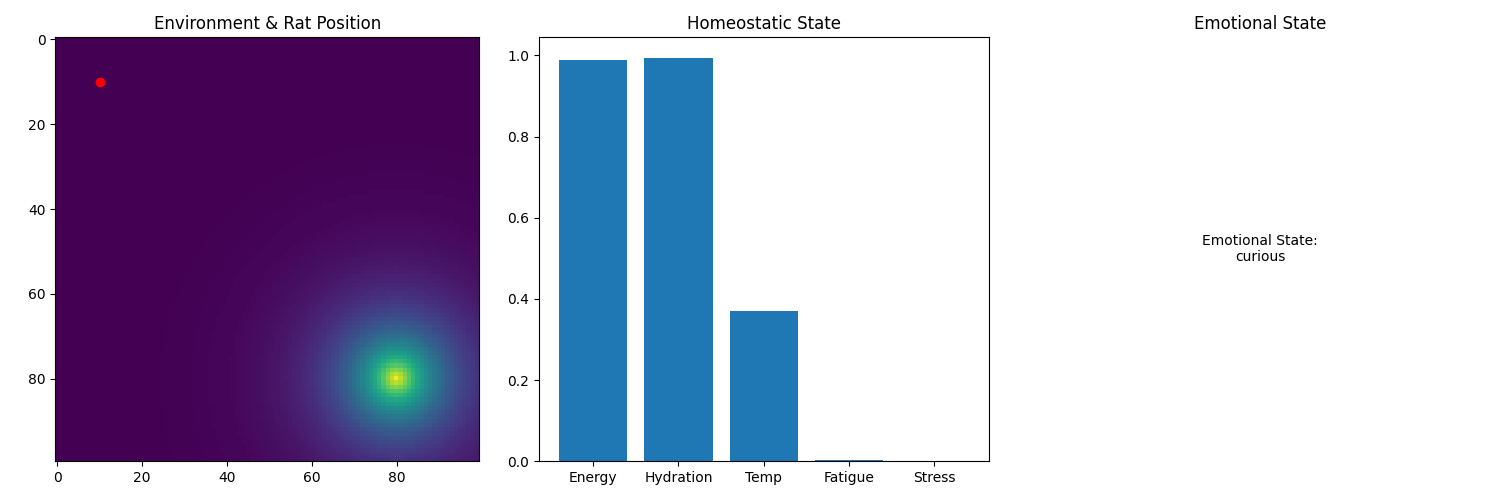 Environment & Rat Position
0
20
40
60
80
0
20
40
60
80
Homeostatic State
1.0
0.8
0.6
0.4
0.2
0.0
Energy
Hydration
Temp
Fatigue
Stress
Emotional State
Emotional State:
curious